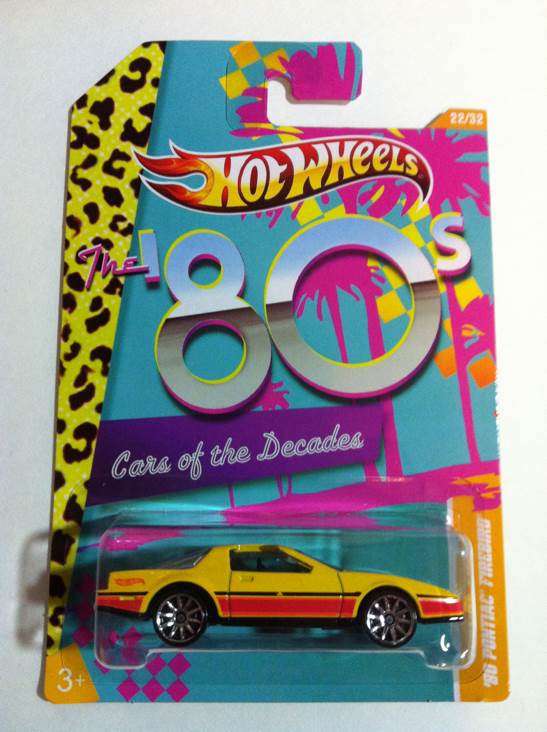 22/32
HOT WHEELS
The '80s
Cars of the Decades
'86 PONTIAC FIREBIRD
3+